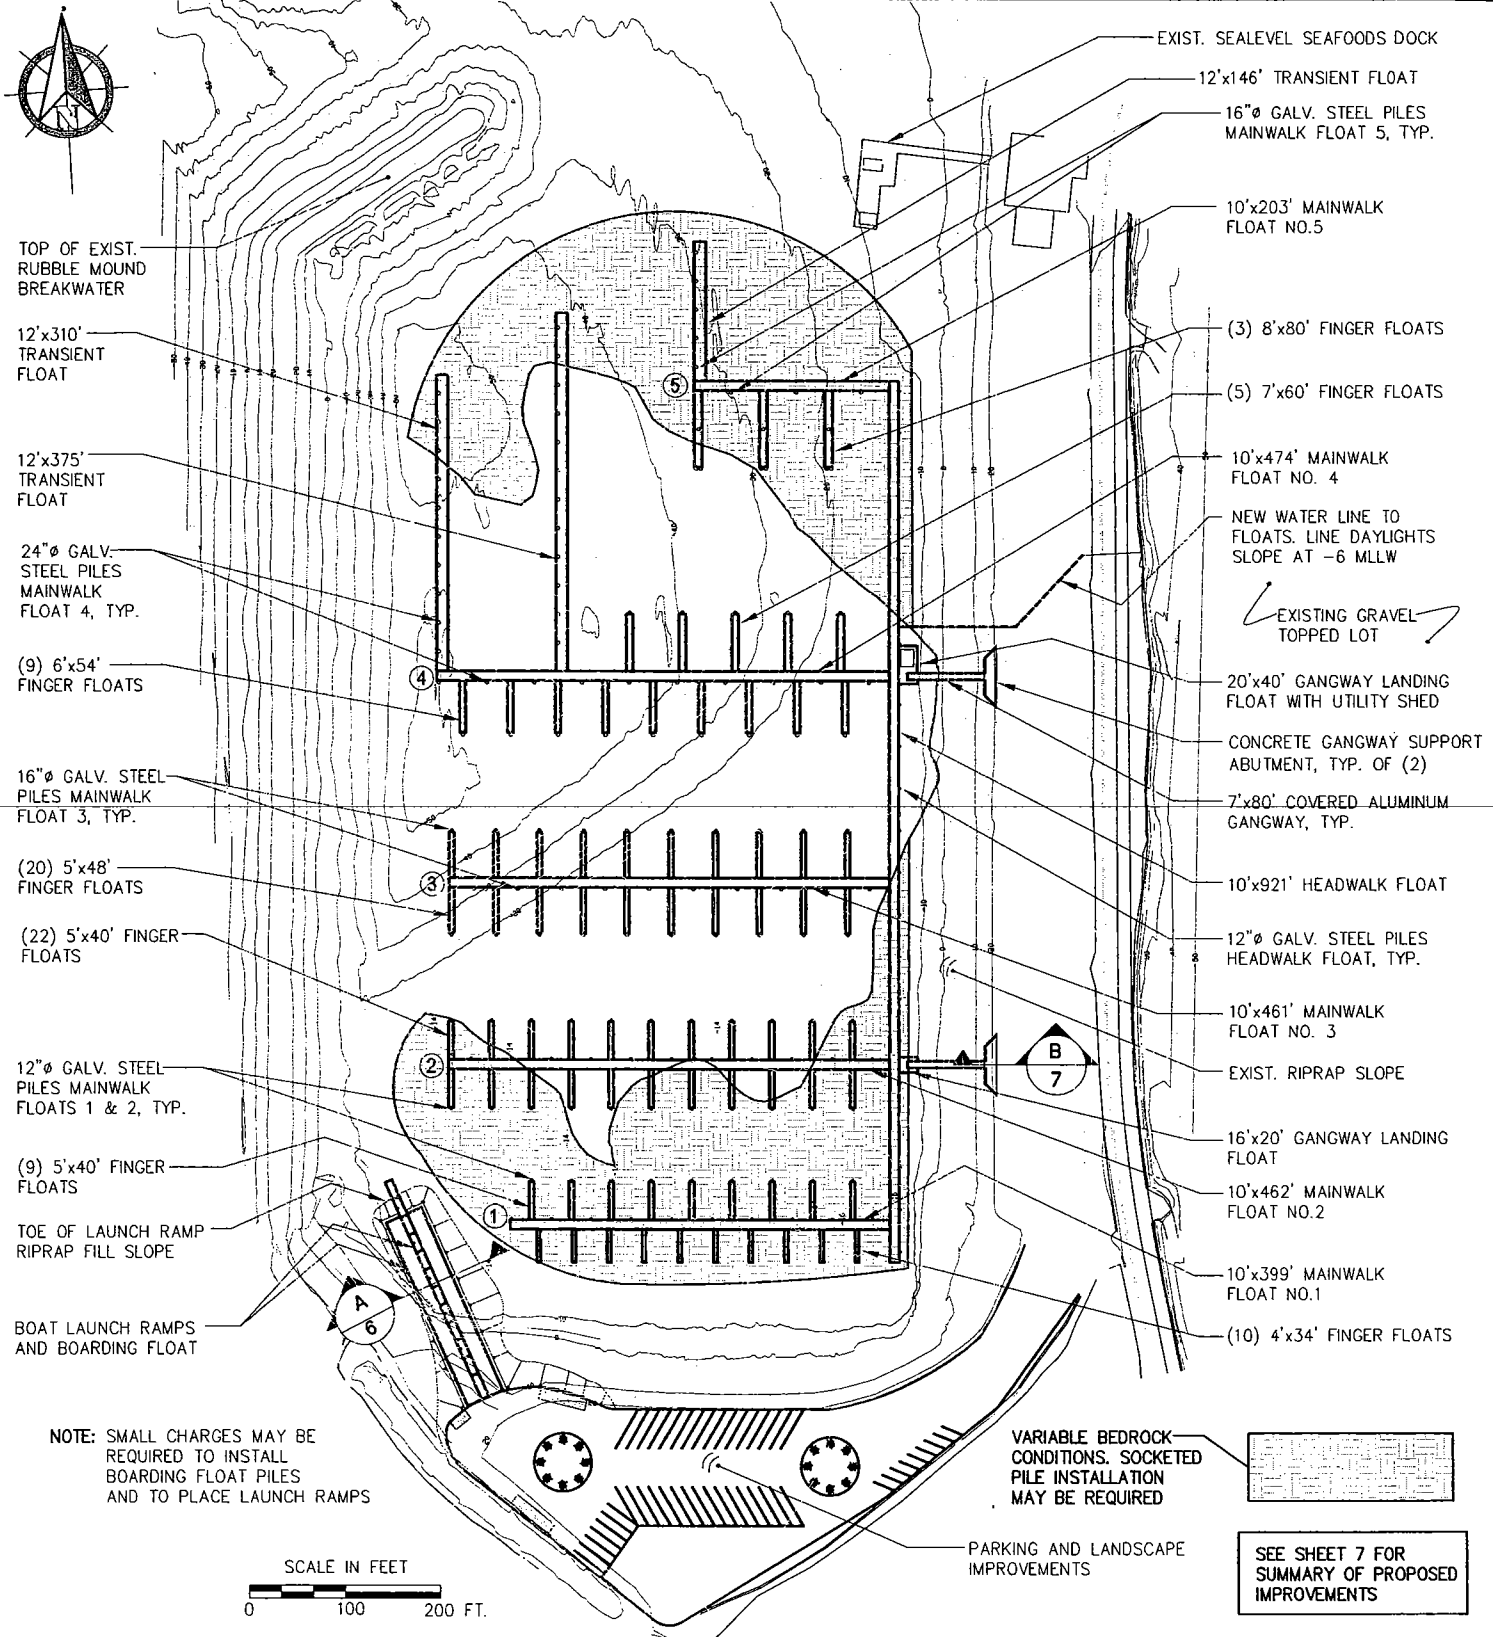 N
EXIST. SEALEVEL SEAFOODS DOCK
12'x146' TRANSIENT FLOAT
16"ø GALV. STEEL PILES
MAINWALK FLOAT 5, TYP.
10'x203' MAINWALK
FLOAT NO.5
(3) 8'x80' FINGER FLOATS
(5) 7'x60' FINGER FLOATS
10'x474' MAINWALK
FLOAT NO. 4
NEW WATER LINE TO
FLOATS. LINE DAYLIGHTS
SLOPE AT -6 MLLW
EXISTING GRAVEL
TOPPED LOT
20'x40' GANGWAY LANDING
FLOAT WITH UTILITY SHED
CONCRETE GANGWAY SUPPORT
ABUTMENT, TYP. OF (2)
7'x80' COVERED ALUMINUM
GANGWAY, TYP.
10'x921' HEADWALK FLOAT
12"ø GALV. STEEL PILES
HEADWALK FLOAT, TYP.
10'x461' MAINWALK
FLOAT NO. 3
EXIST. RIPRAP SLOPE
16'x20' GANGWAY LANDING
FLOAT
10'x462' MAINWALK
FLOAT NO.2
10'x399' MAINWALK
FLOAT NO.1
(10) 4'x34' FINGER FLOATS
TOP OF EXIST.
RUBBLE MOUND
BREAKWATER
12'x310'
TRANSIENT
FLOAT
12'x375'
TRANSIENT
FLOAT
24"ø GALV.
STEEL PILES
MAINWALK
FLOAT 4, TYP.
(9) 6'x54'
FINGER FLOATS
16"ø GALV. STEEL
PILES MAINWALK
FLOAT 3, TYP.
(20) 5'x48'
FINGER FLOATS
(22) 5'x40' FINGER
FLOATS
12"ø GALV. STEEL
PILES MAINWALK
FLOATS 1 & 2, TYP.
(9) 5'x40' FINGER
FLOATS
TOE OF LAUNCH RAMP
RIPRAP FILL SLOPE
BOAT LAUNCH RAMPS
AND BOARDING FLOAT
5
4
3
2
1
B
7
A
6
NOTE: SMALL CHARGES MAY BE
REQUIRED TO INSTALL
BOARDING FLOAT PILES
AND TO PLACE LAUNCH RAMPS
VARIABLE BEDROCK
CONDITIONS. SOCKETED
PILE INSTALLATION
MAY BE REQUIRED
PARKING AND LANDSCAPE
IMPROVEMENTS
SEE SHEET 7 FOR
SUMMARY OF PROPOSED
IMPROVEMENTS
SCALE IN FEET
0 100 200 FT.